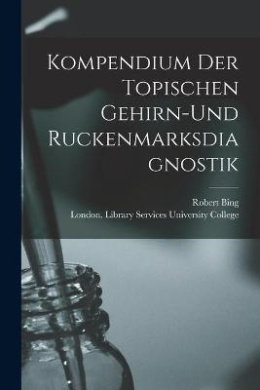 Kompendium Der
Topischen
Gehirn-Und
Ruckenmarksdia
gnostik
Robert Bing
London. Library Services University College